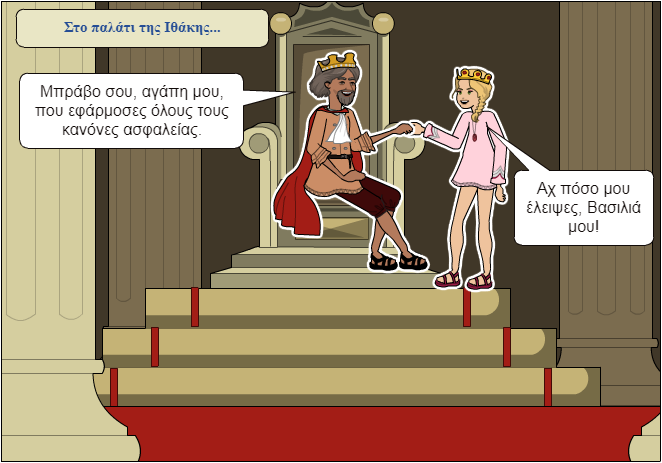 Στο παλάτι της Ιθάκης...
Μπράβο σου, αγάπη μου,
που εφάρμοσες όλους τους
κανόνες ασφαλείας.
Αχ πόσο μου
έλειψες, Βασιλιά
μου!